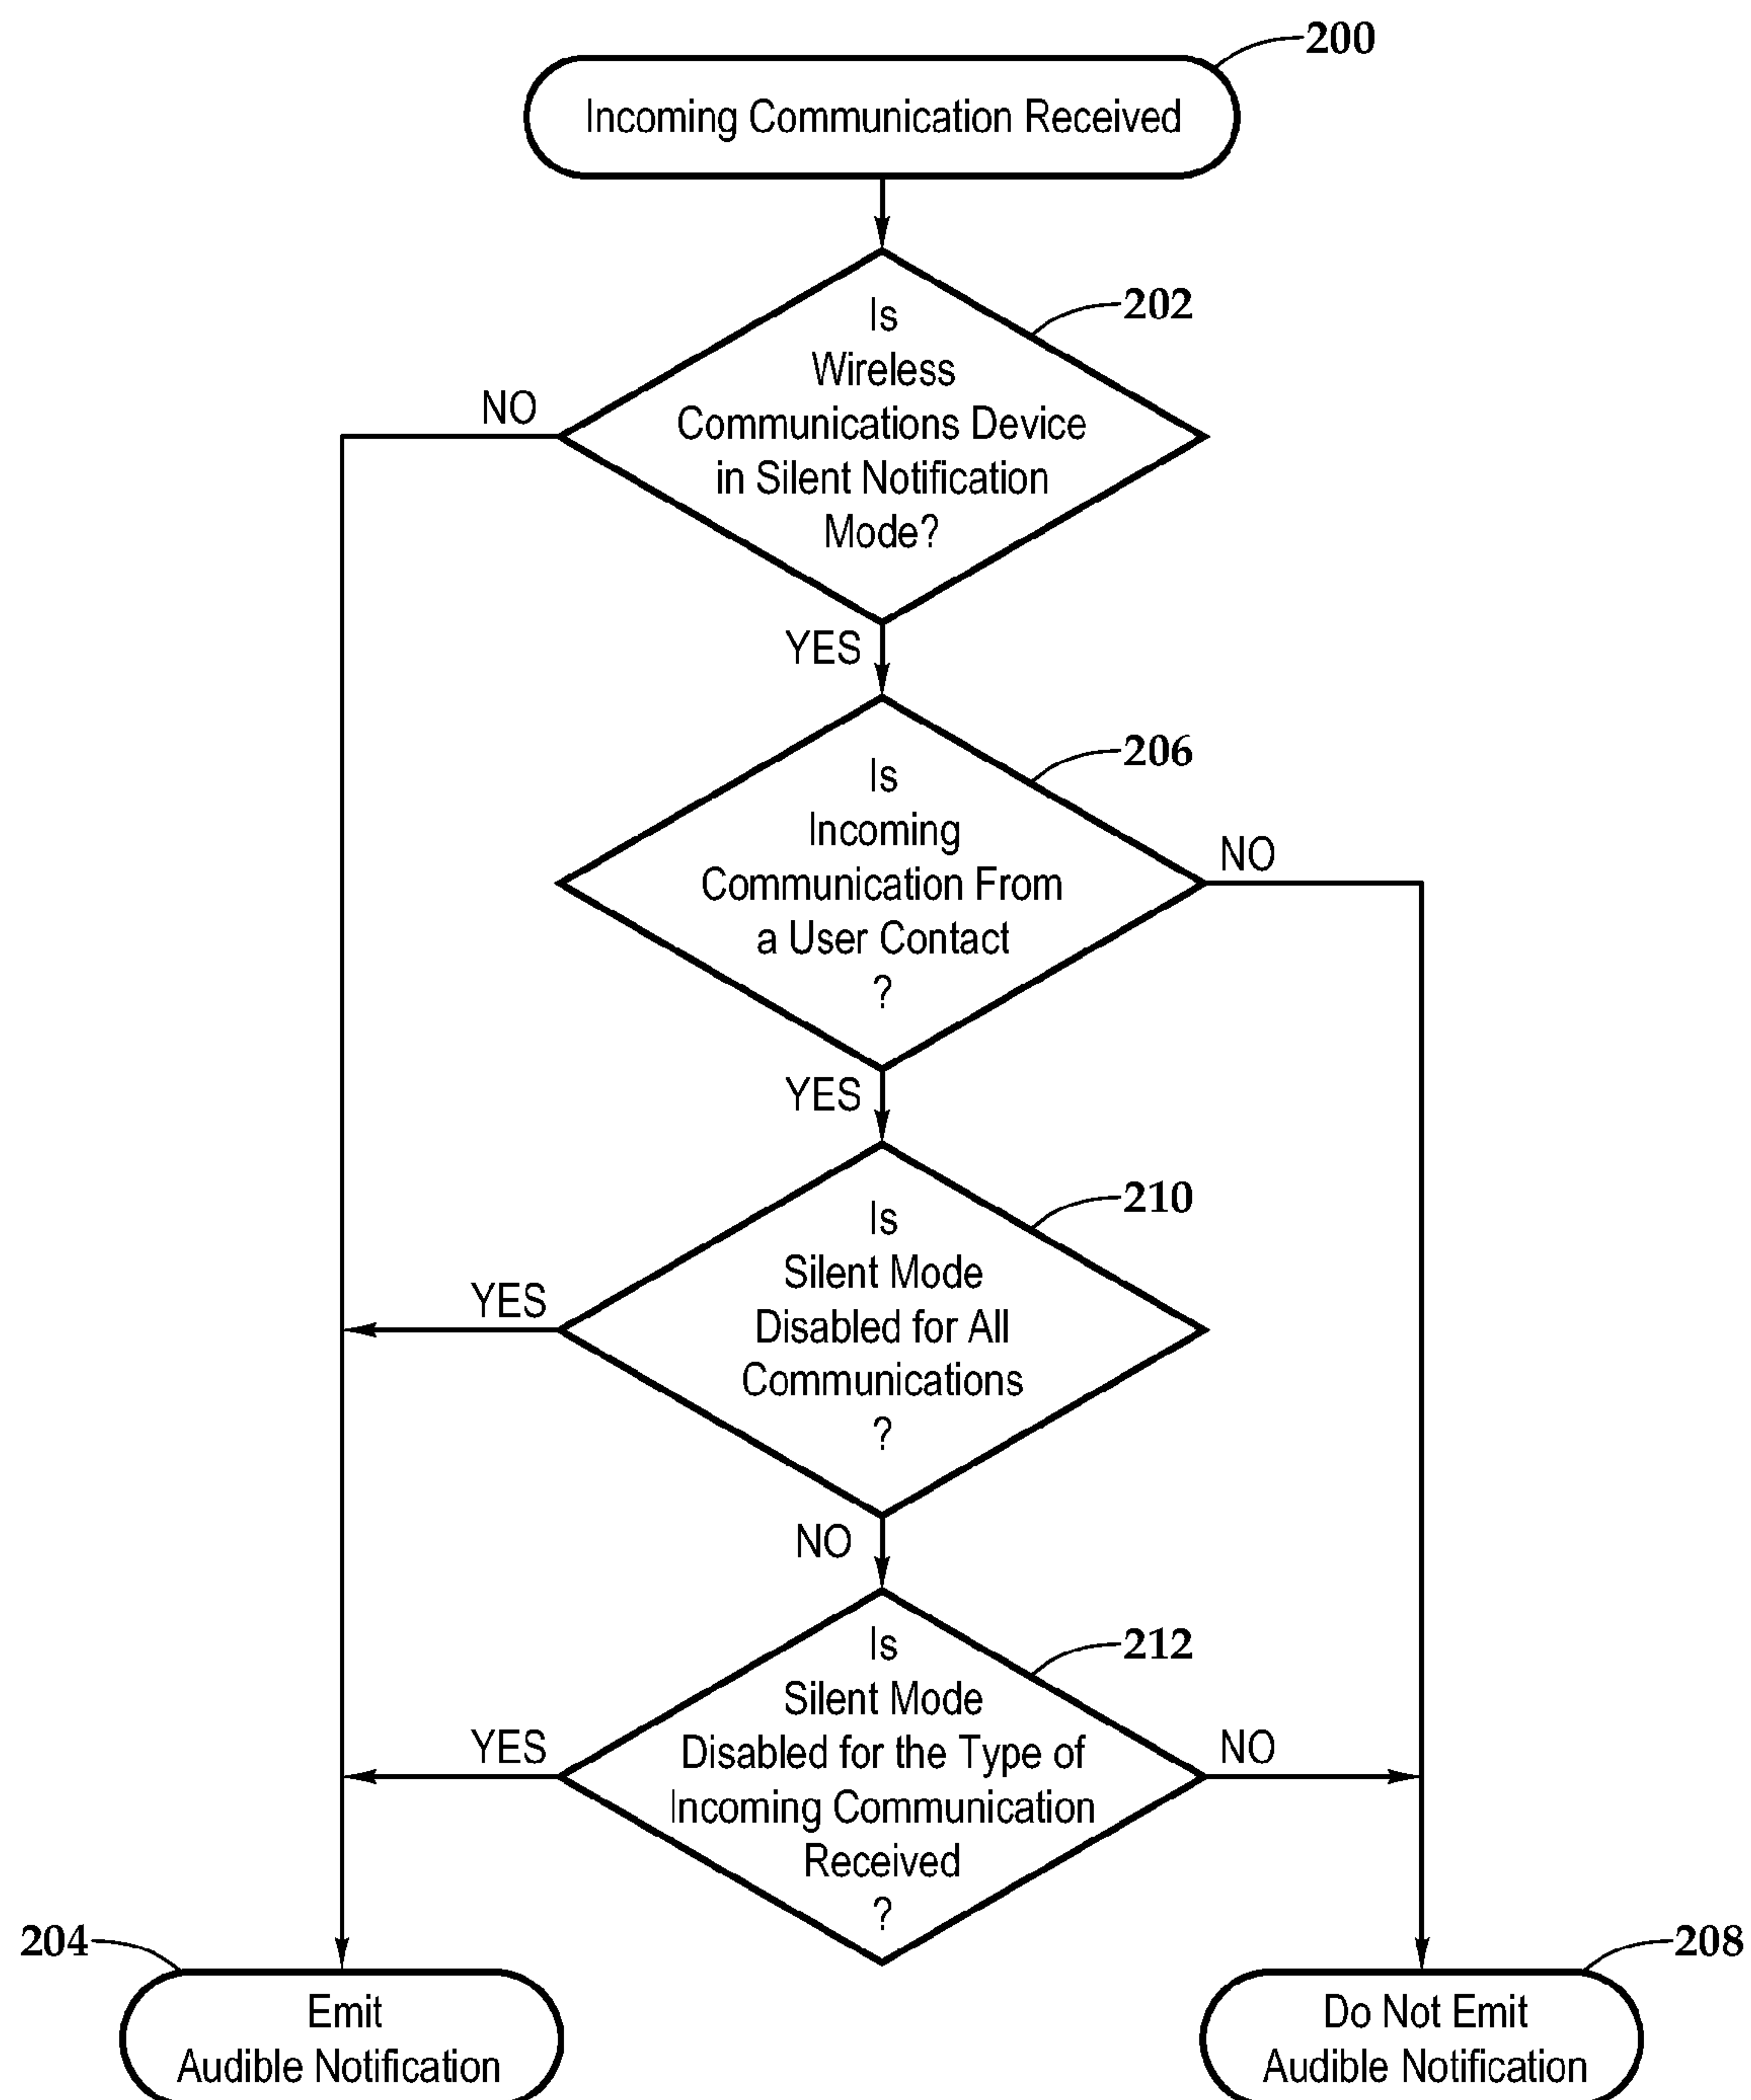 200
Incoming Communication Received
202
Is
Wireless
Communications Device
in Silent Notification
Mode?
NO
YES
206
Is
Incoming
Communication From
a User Contact
?
NO
YES
210
Is
Silent Mode
Disabled for All
Communications
?
YES
NO
212
Is
Silent Mode
Disabled for the Type of
Incoming Communication
Received
?
YES
NO
204
Emit
Audible Notification
208
Do Not Emit
Audible Notification